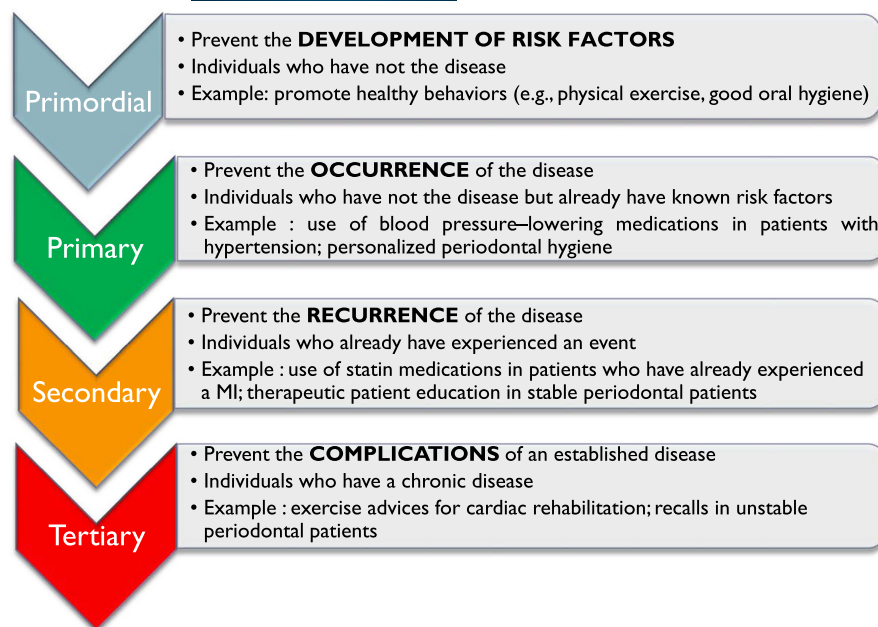 Primordial
• Prevent the DEVELOPMENT OF RISK FACTORS
• Individuals who have not the disease
• Example: promote healthy behaviors (e.g., physical exercise, good oral hygiene)
Primary
• Prevent the OCCURRENCE of the disease
• Individuals who have not the disease but already have known risk factors
• Example : use of blood pressure–lowering medications in patients with
hypertension; personalized periodontal hygiene
Secondary
• Prevent the RECURRENCE of the disease
• Individuals who already have experienced an event
• Example : use of statin medications in patients who have already experienced
a MI; therapeutic patient education in stable periodontal patients
Tertiary
• Prevent the COMPLICATIONS of an established disease
• Individuals who have a chronic disease
• Example : exercise advices for cardiac rehabilitation; recalls in unstable
periodontal patients